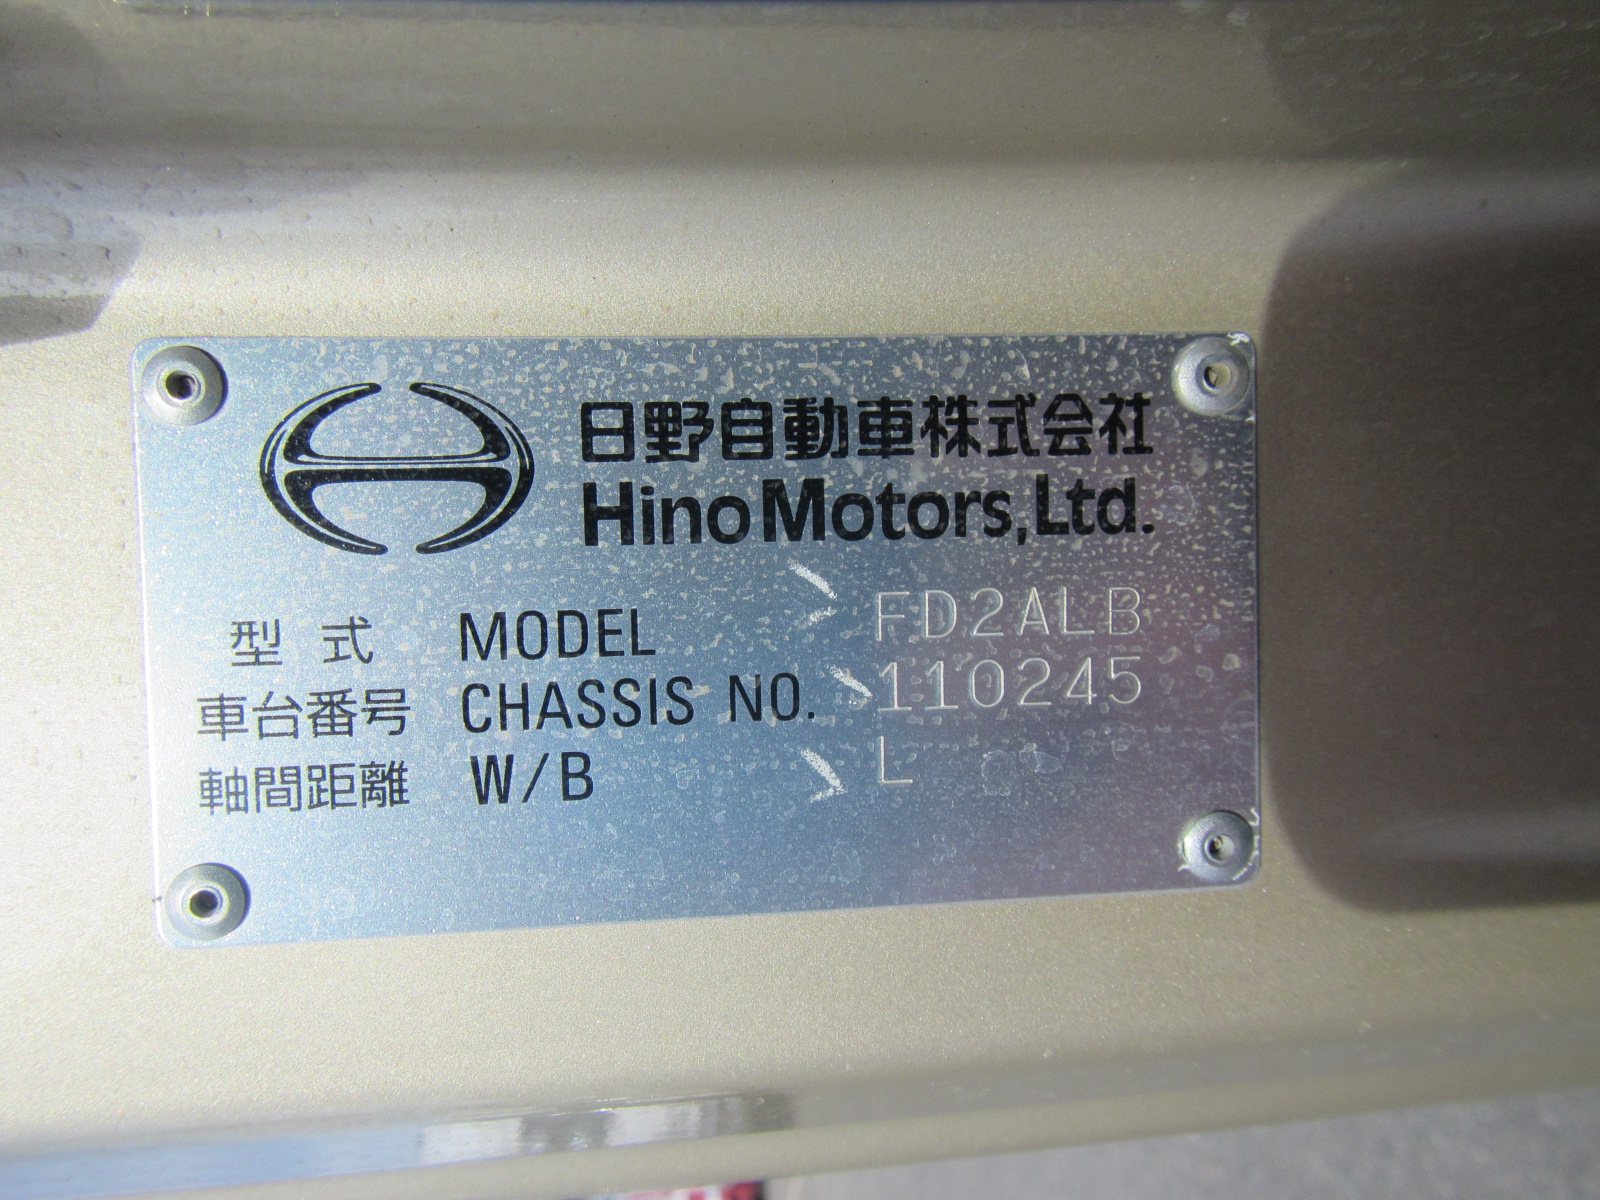 日野自動車株式会社
Hino Motors, Ltd.
型式 MODEL FD2ALB
車台番号 CHASSIS NO. 110245
軸間距離 W/B L